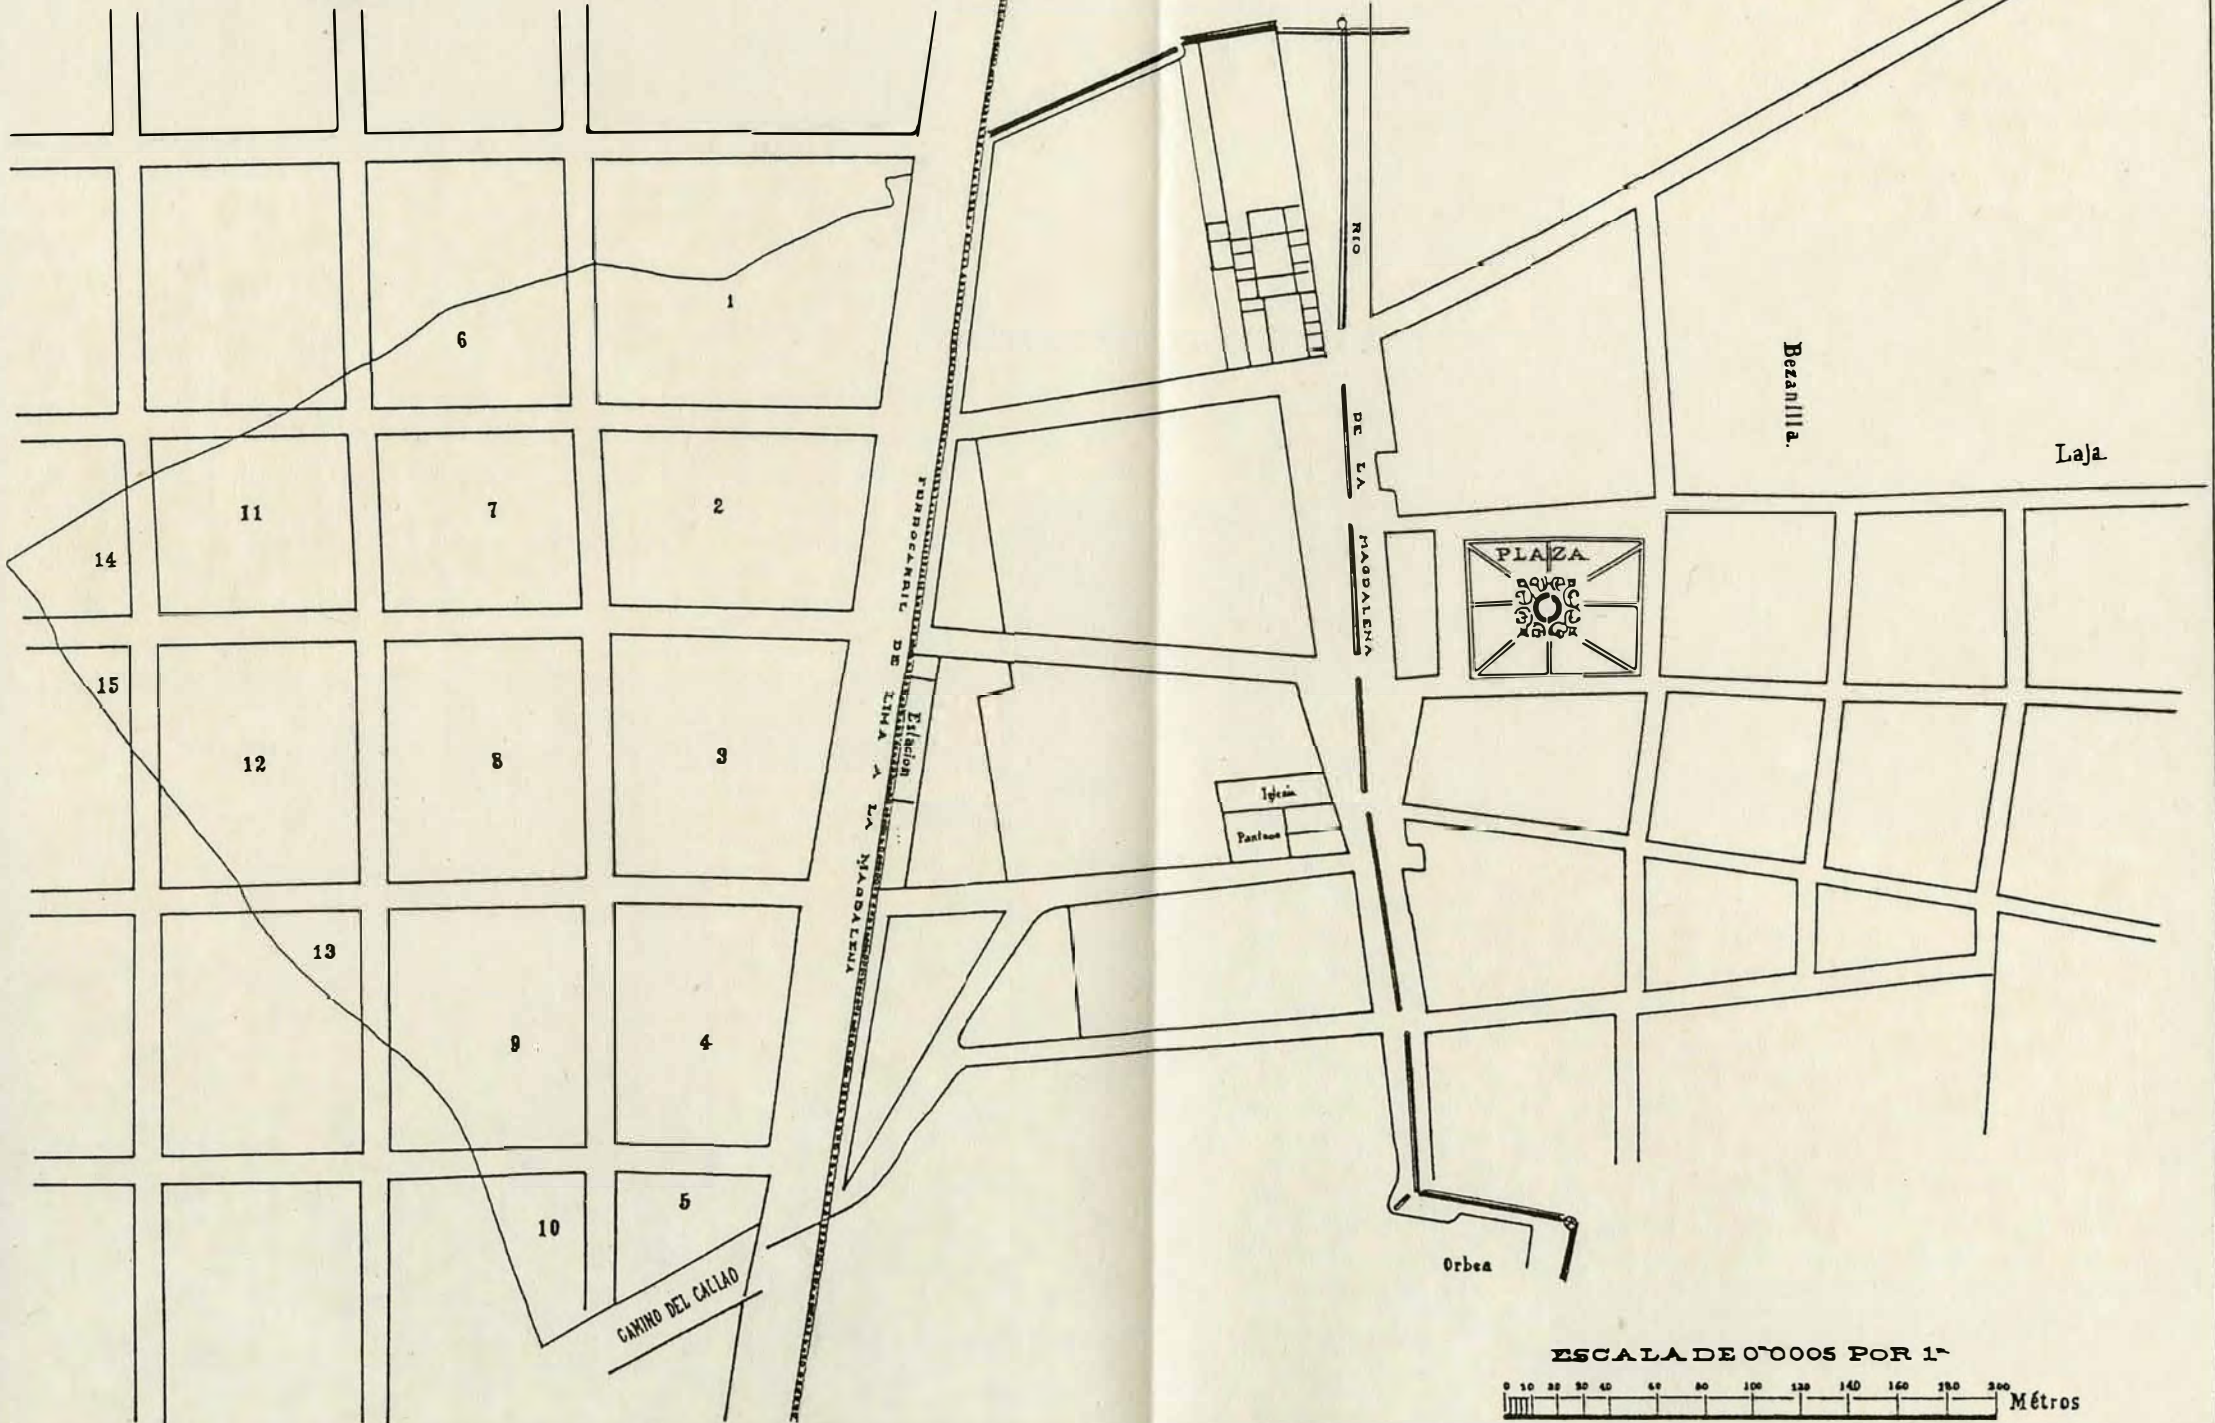 RIO DE LA MAGDALENA
1
6
Bezanilla.
Laja
FERROCARRIL DE LIMA A LA MAGDALENA
11
7
2
14
PLAZA
15
12
8
3
Estacion
Iglesia
Panteon
13
9
4
5
10
CAMINO DEL CALLAO
Orbea
ESCALA DE 0m0005 POR 1m
0 10 20 30 40 60 80 100 120 140 160 180 200 Métros